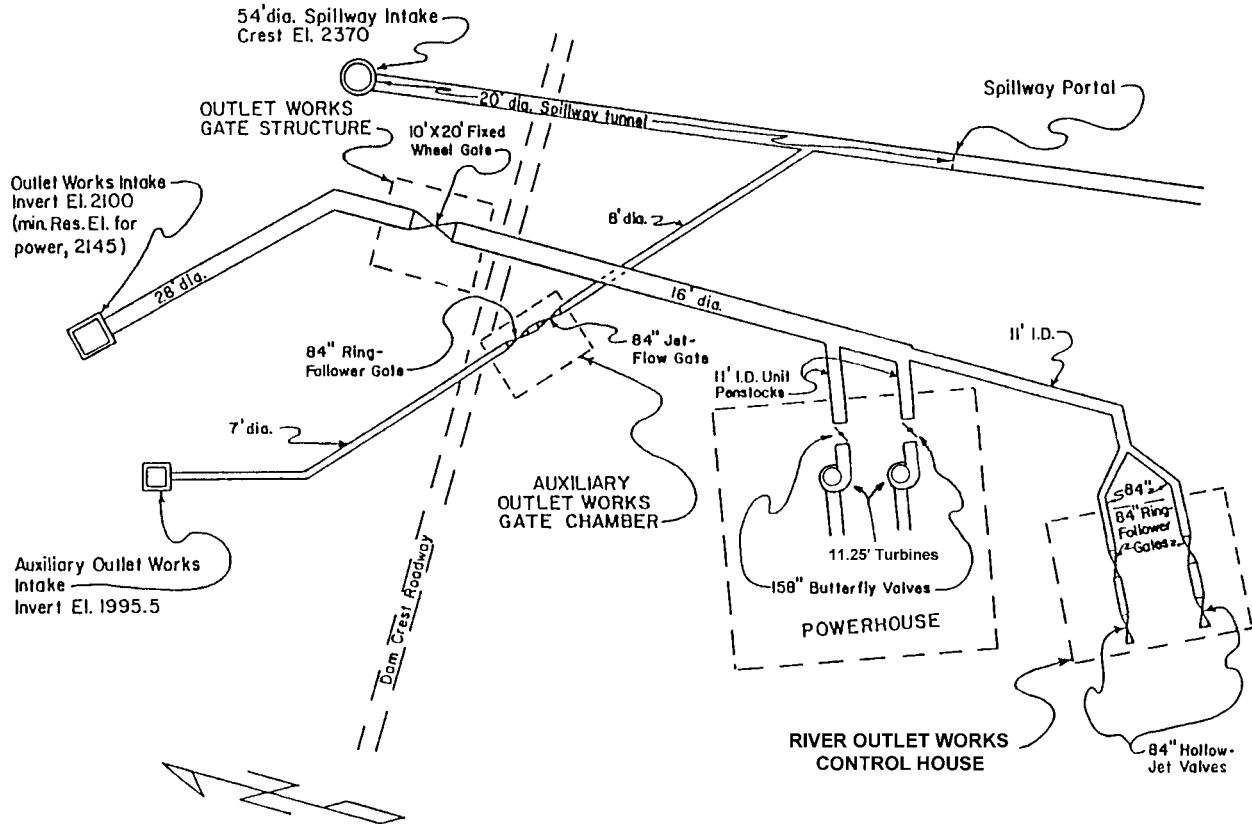 54' dia. Spillway Intake
Crest El. 2370
20' dia. Spillway tunnel
Spillway Portal
OUTLET WORKS
GATE STRUCTURE
10'X20' Fixed
Wheel Gate
Outlet Works Intake
Invert El. 2100
(min. Res. El. for
power, 2145)
28' dia.
8' dia.
16' dia.
84" Ring-
Follower Gate
84" Jet-
Flow Gate
11' I.D.
11' I.D. Unit
Penstocks
7' dia.
AUXILIARY
OUTLET WORKS
GATE CHAMBER
84"
84" Ring-
Follower
Gates
11.25' Turbines
Auxiliary Outlet Works
Intake
Invert El. 1995.5
158" Butterfly Valves
POWERHOUSE
Dam Crest Roadway
RIVER OUTLET WORKS
CONTROL HOUSE
84" Hollow-
Jet Valves